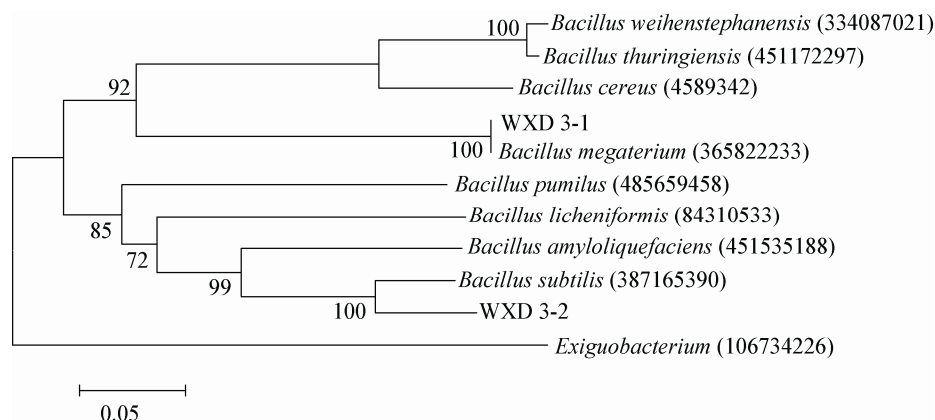 100 Bacillus weihenstephanensis (334087021)
Bacillus thuringiensis (451172297)
92 Bacillus cereus (4589342)
WXD 3-1
100 Bacillus megaterium (365822233)
Bacillus pumilus (485659458)
85 Bacillus licheniformis (84310533)
72 Bacillus amyloliquefaciens (451535188)
99 Bacillus subtilis (387165390)
100 WXD 3-2
Exiguobacterium (106734226)
0.05